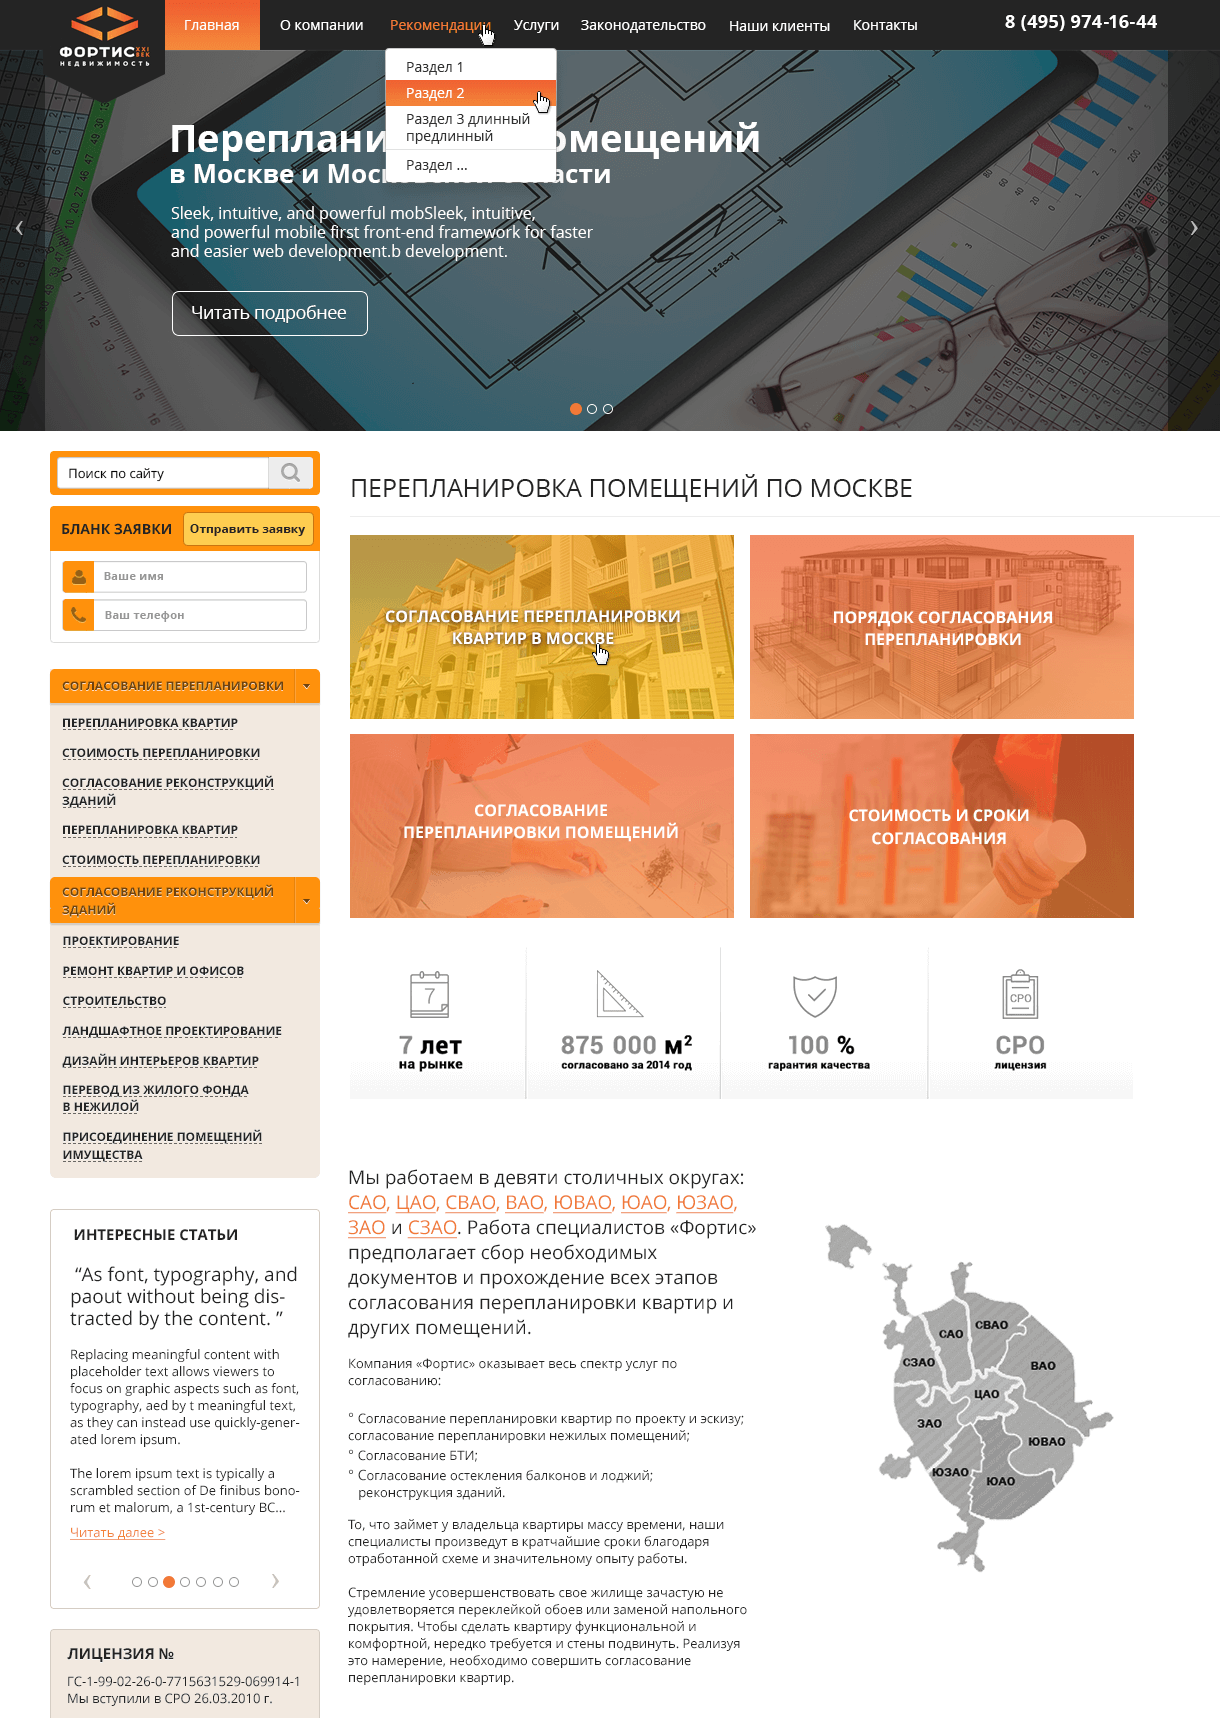 ФОРТИС XXI ВЕК
НЕДВИЖИМОСТЬ
Главная
О компании
Рекомендации
Услуги
Законодательство
Наши клиенты
Контакты
8 (495) 974-16-44
Раздел 1
Раздел 2
Раздел 3 длинный
предлинный
Раздел ...
Sleek, intuitive, and powerful mobSleek, intuitive,
and powerful mobile first front-end framework for faster
and easier web development.b development.
Читать подробнее
Поиск по сайту
БЛАНК ЗАЯВКИ
Отправить заявку
Ваше имя
Ваш телефон
СОГЛАСОВАНИЕ ПЕРЕПЛАНИРОВКИ
ПЕРЕПЛАНИРОВКА КВАРТИР
СТОИМОСТЬ ПЕРЕПЛАНИРОВКИ
СОГЛАСОВАНИЕ РЕКОНСТРУКЦИЙ
ЗДАНИЙ
ПЕРЕПЛАНИРОВКА КВАРТИР
СТОИМОСТЬ ПЕРЕПЛАНИРОВКИ
СОГЛАСОВАНИЕ РЕКОНСТРУКЦИЙ
ЗДАНИЙ
ПРОЕКТИРОВАНИЕ
РЕМОНТ КВАРТИР И ОФИСОВ
СТРОИТЕЛЬСТВО
ЛАНДШАФТНОЕ ПРОЕКТИРОВАНИЕ
ДИЗАЙН ИНТЕРЬЕРОВ КВАРТИР
ПЕРЕВОД ИЗ ЖИЛОГО ФОНДА
В НЕЖИЛОЙ
ПРИСОЕДИНЕНИЕ ПОМЕЩЕНИЙ
ИМУЩЕСТВА
ИНТЕРЕСНЫЕ СТАТЬИ
“As font, typography, and
paout without being dis-
tracted by the content. ”
Replacing meaningful content with
placeholder text allows viewers to
focus on graphic aspects such as font,
typography, aed by t meaningful text,
as they can instead use quickly-gener-
ated lorem ipsum.
The lorem ipsum text is typically a
scrambled section of De finibus bono-
rum et malorum, a 1st-century BC...
Читать далее >
ЛИЦЕНЗИЯ №
ГС-1-99-02-26-0-7715631529-069914-1
Мы вступили в СРО 26.03.2010 г.
ПЕРЕПЛАНИРОВКА ПОМЕЩЕНИЙ ПО МОСКВЕ
СОГЛАСОВАНИЕ ПЕРЕПЛАНИРОВКИ
КВАРТИР В МОСКВЕ
ПОРЯДОК СОГЛАСОВАНИЯ
ПЕРЕПЛАНИРОВКИ
СОГЛАСОВАНИЕ
ПЕРЕПЛАНИРОВКИ ПОМЕЩЕНИЙ
СТОИМОСТЬ И СРОКИ
СОГЛАСОВАНИЯ
7
7 лет
на рынке
875 000 м²
согласовано за 2014 год
100 %
гарантия качества
СРО
СРО
лицензия
Мы работаем в девяти столичных округах:
САО, ЦАО, СВАО, ВАО, ЮВАО, ЮАО, ЮЗАО,
ЗАО и СЗАО. Работа специалистов «Фортис»
предполагает сбор необходимых
документов и прохождение всех этапов
согласования перепланировки квартир и
других помещений.
Компания «Фортис» оказывает весь спектр услуг по
согласованию:
° Согласование перепланировки квартир по проекту и эскизу;
согласование перепланировки нежилых помещений;
° Согласование БТИ;
° Согласование остекления балконов и лоджий;
реконструкция зданий.
То, что займет у владельца квартиры массу времени, наши
специалисты произведут в кратчайшие сроки благодаря
отработанной схеме и значительному опыту работы.
Стремление усовершенствовать свое жилище зачастую не
удовлетворяется переклейкой обоев или заменой напольного
покрытия. Чтобы сделать квартиру функциональной и
комфортной, нередко требуется и стены подвинуть. Реализуя
это намерение, необходимо совершить согласование
перепланировки квартир.
САО
СВАО
СЗАО
ВАО
ЦАО
ЗАО
ЮВАО
ЮЗАО
ЮАО